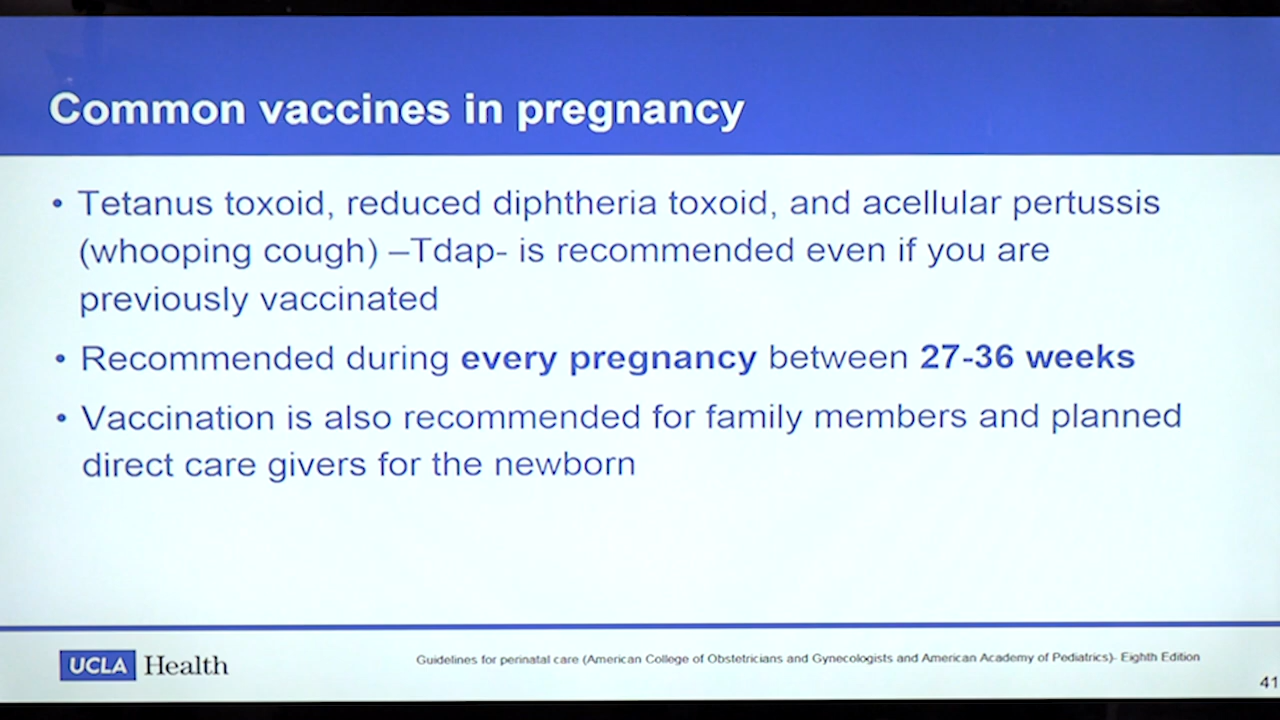 Common vaccines in pregnancy
• Tetanus toxoid, reduced diphtheria toxoid, and acellular pertussis
(whooping cough) –Tdap- is recommended even if you are
previously vaccinated
• Recommended during every pregnancy between 27-36 weeks
• Vaccination is also recommended for family members and planned
direct care givers for the newborn
UCLA Health
Guidelines for perinatal care (American College of Obstetricians and Gynecologists and American Academy of Pediatrics)- Eighth Edition
41